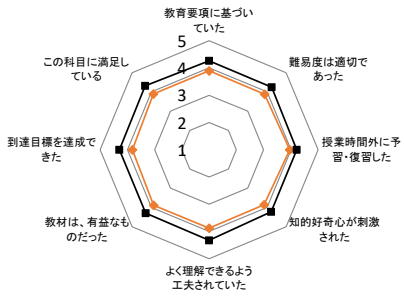 教育要項に基づい
ていた
難易度は適切で
あった
授業時間外に予
習・復習した
知的好奇心が刺激
された
よく理解できるよう
工夫されていた
教材は、有益なも
のだった
到達目標を達成で
きた
この科目に満足し
ている
5
4
3
2
1